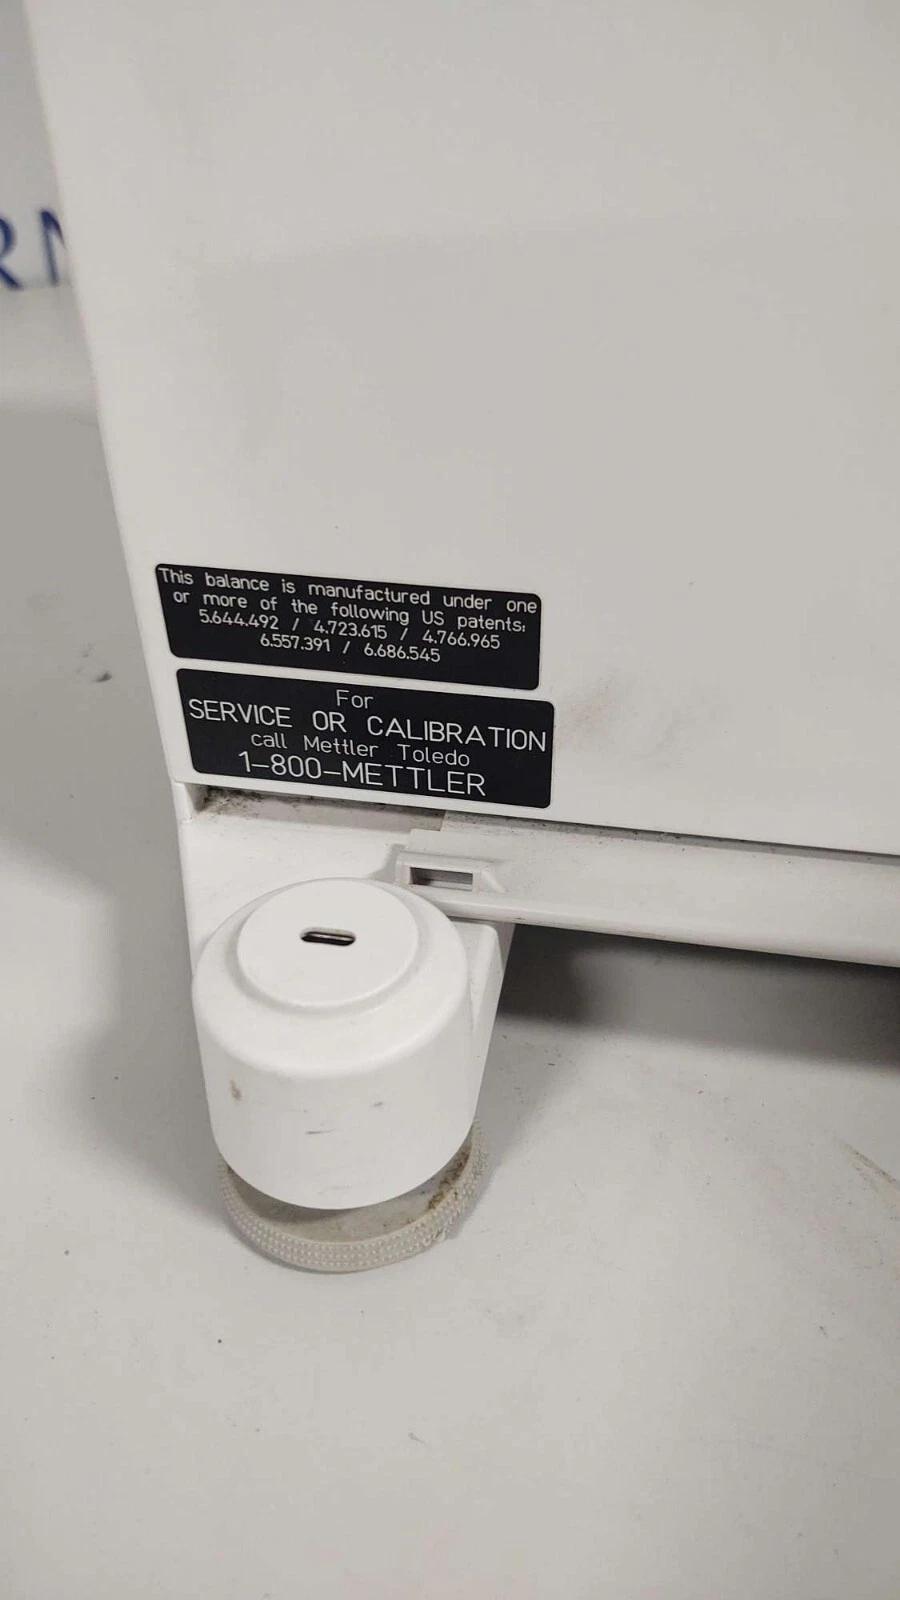 RN
This balance is manufactured under one
or more of the following US patents:
5.644.492 / 4.723.615 / 4.766.965
6.557.391 / 6.686.545
For
SERVICE OR CALIBRATION
call Mettler Toledo
1-800-METTLER